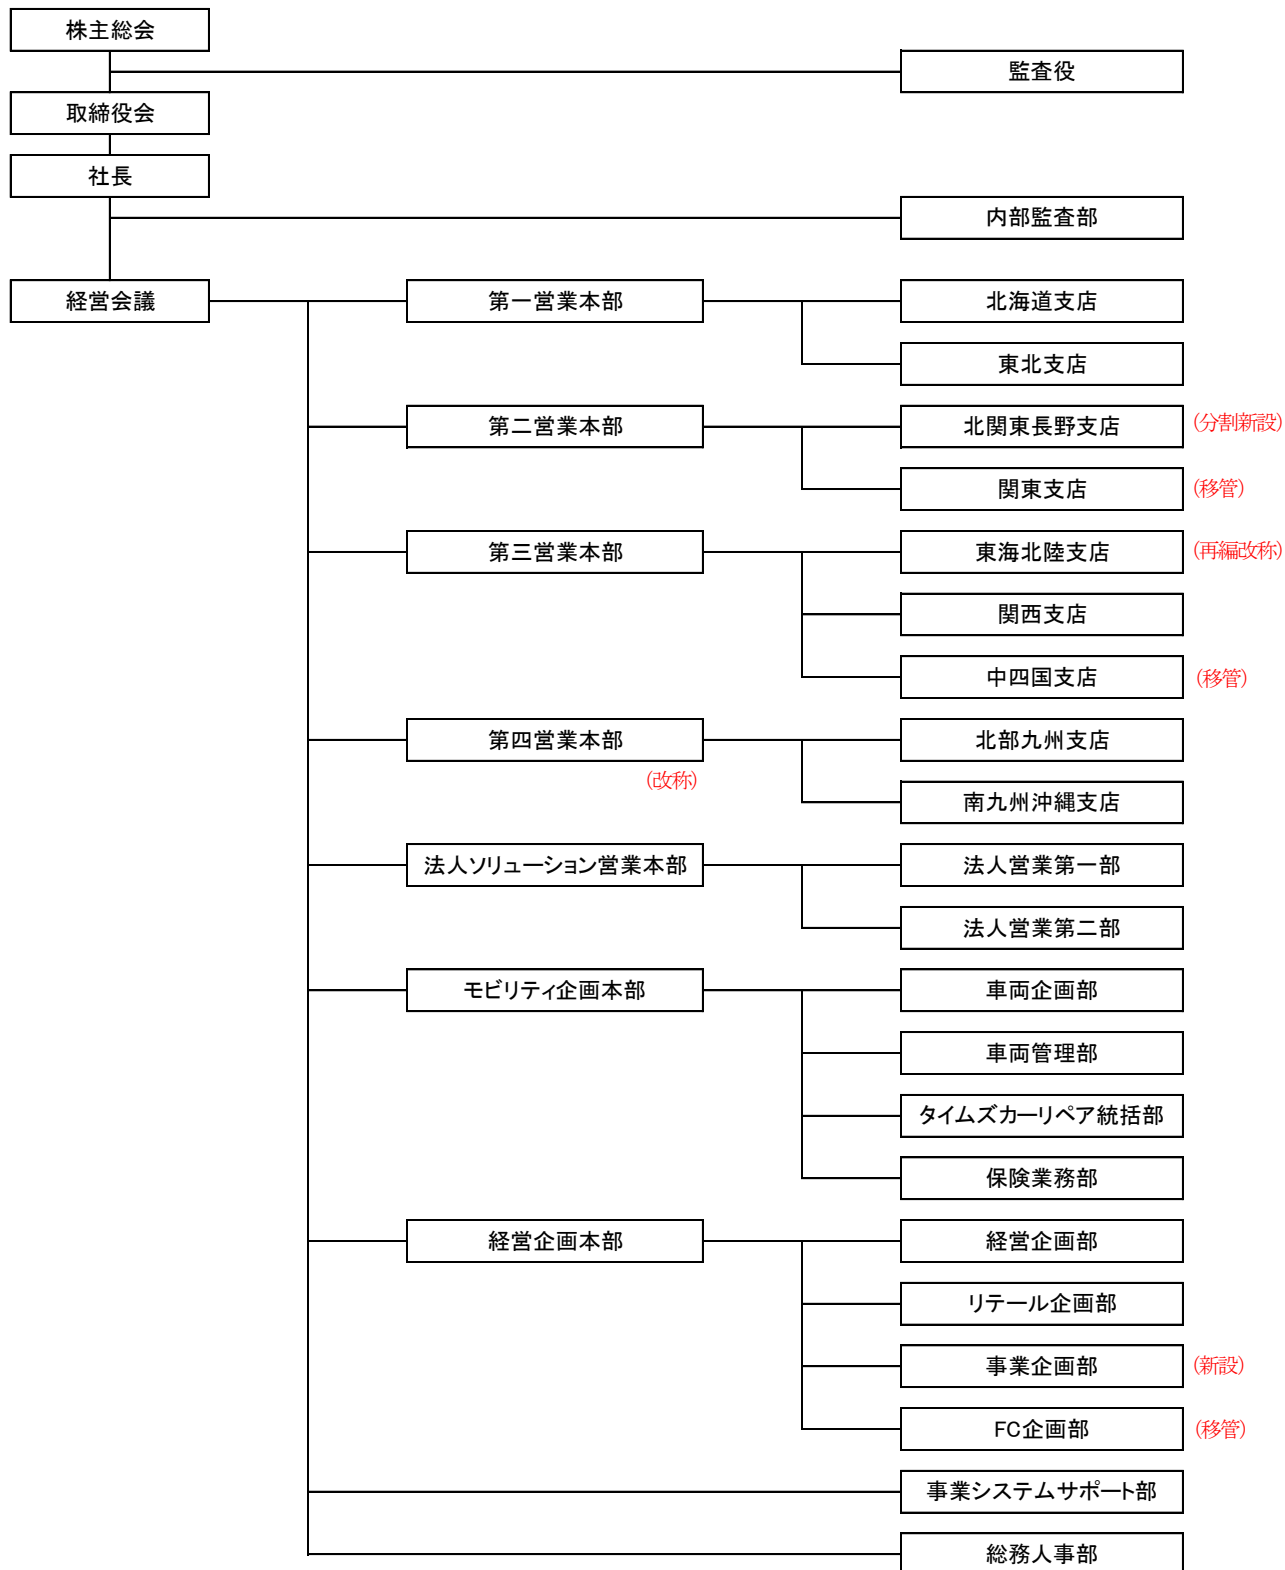 株主総会
監査役
取締役会
社長
内部監査部
経営会議
第一営業本部
北海道支店
東北支店
第二営業本部
北関東長野支店
(分割新設)
関東支店
(移管)
第三営業本部
東海北陸支店
(再編改称)
関西支店
中四国支店
(移管)
第四営業本部
(改称)
北部九州支店
南九州沖縄支店
法人ソリューション営業本部
法人営業第一部
法人営業第二部
モビリティ企画本部
車両企画部
車両管理部
タイムズカーリペア統括部
保険業務部
経営企画本部
経営企画部
リテール企画部
事業企画部
(新設)
FC企画部
(移管)
事業システムサポート部
総務人事部